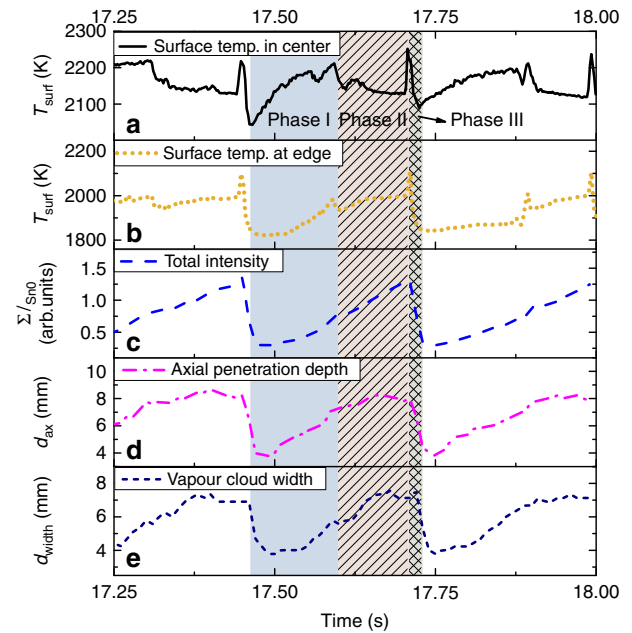 17.25 17.50 17.75 18.00
2300
2200
2100
T_surf (K)
Surface temp. in center
Phase I Phase II Phase III
a
2000
1800
T_surf (K)
Surface temp. at edge
b
1.5
1.0
0.5
Σ I_Sn0
(arb.units)
Total intensity
c
10
8
6
4
d_ax (mm)
Axial penetration depth
d
8
4
d_width (mm)
Vapour cloud width
e
17.25 17.50 17.75 18.00
Time (s)